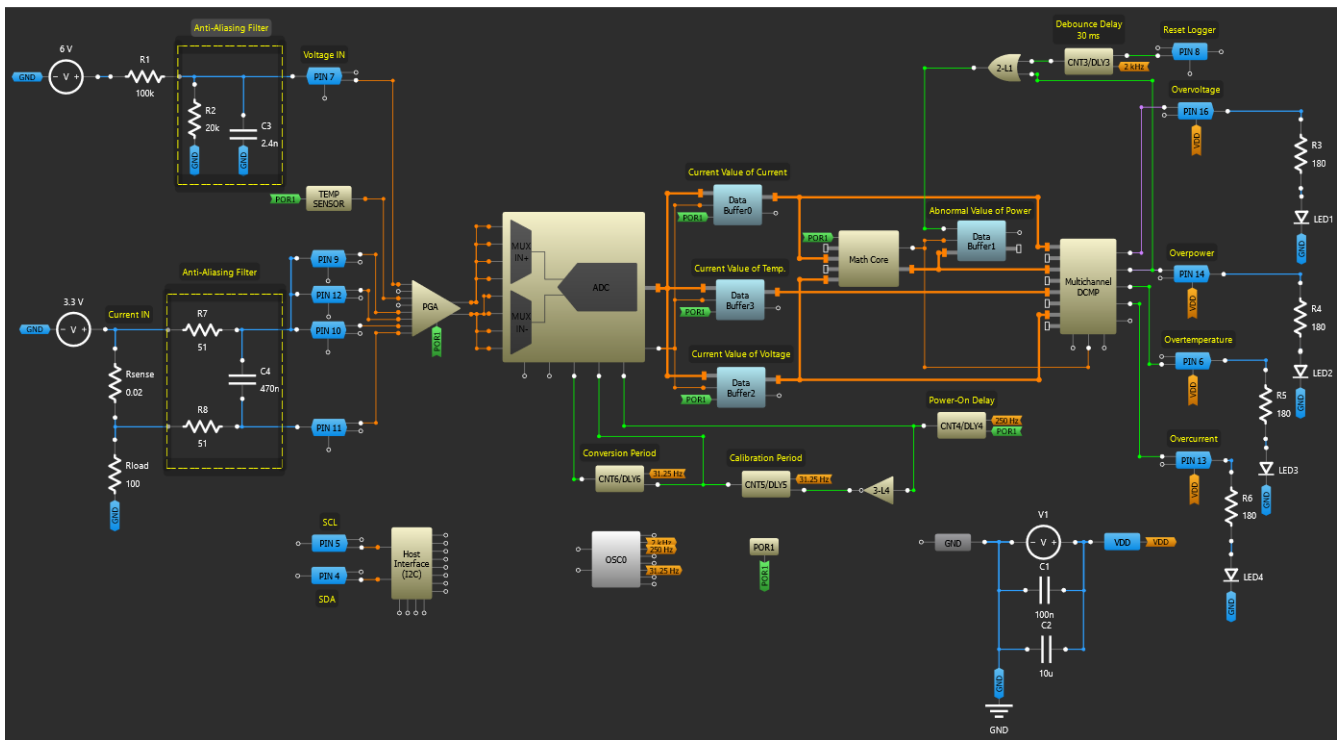 Anti-Aliasing Filter
6 V
GND
R1
100k
R2
20k
GND
C3
2.4n
GND
Voltage IN
PIN 7
POR1
TEMP
SENSOR
3.3 V
GND
Current IN
Anti-Aliasing Filter
R7
51
C4
470n
R8
51
Rsense
0.02
Rload
100
GND
PIN 9
PIN 12
PIN 10
PIN 11
PGA
POR1
MUX
IN+
MUX
IN-
ADC
Current Value of Current
Data
Buffer0
POR1
Current Value of Temp.
Data
Buffer3
POR1
Current Value of Voltage
Data
Buffer2
POR1
POR1
Math Core
Abnormal Value of Power
Data
Buffer1
Multichannel
DCMP
2-L1
Debounce Delay
30 ms
CNT3/DLY3
2 kHz
Reset Logger
PIN 8
Overvoltage
PIN 16
VDD
R3
180
LED1
GND
Overpower
PIN 14
VDD
R4
180
LED2
GND
Overtemperature
PIN 6
VDD
R5
180
LED3
GND
Overcurrent
PIN 13
VDD
R6
180
LED4
GND
Power-On Delay
CNT4/DLY4
250 Hz
POR1
Conversion Period
CNT6/DLY6
31.25 Hz
Calibration Period
CNT5/DLY5
31.25 Hz
3-L4
SCL
PIN 5
PIN 4
SDA
Host
Interface
(I2C)
OSC0
2 kHz
250 Hz
31.25 Hz
POR1
POR1
V1
GND
VDD
VDD
C1
100n
C2
10u
GND
GND